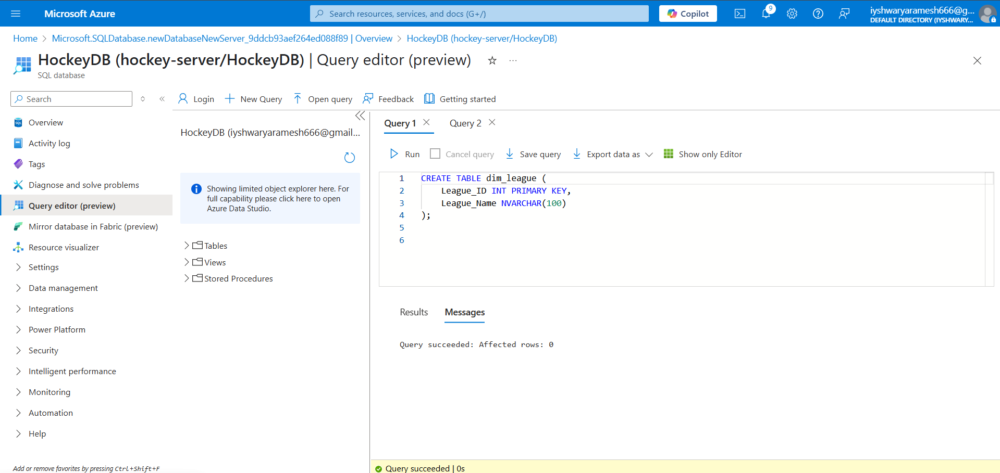 Microsoft Azure
Search resources, services, and docs (G+/)
Copilot
9
iyshwaryaramesh666@g...
DEFAULT DIRECTORY (IYSHWARY...
Home > Microsoft.SQLDatabase.newDatabaseNewServer_9ddcb93aef264ed088f89 | Overview > HockeyDB (hockey-server/HockeyDB)
HockeyDB (hockey-server/HockeyDB) | Query editor (preview)
SQL database
Search
Login
New Query
Open query
Feedback
Getting started
Overview
Activity log
Tags
Diagnose and solve problems
Query editor (preview)
Mirror database in Fabric (preview)
Resource visualizer
Settings
Data management
Integrations
Power Platform
Security
Intelligent performance
Monitoring
Automation
Help
Add or remove favorites by pressing Ctrl+Shift+F
HockeyDB (iyshwaryaramesh666@gmail...
Showing limited object explorer here. For
full capability please click here to open
Azure Data Studio.
Tables
Views
Stored Procedures
Query 1
Query 2
Run
Cancel query
Save query
Export data as
Show only Editor
1 CREATE TABLE dim_league (
2 League_ID INT PRIMARY KEY,
3 League_Name NVARCHAR(100)
4 );
5
6
Results
Messages
Query succeeded: Affected rows: 0
Query succeeded | 0s